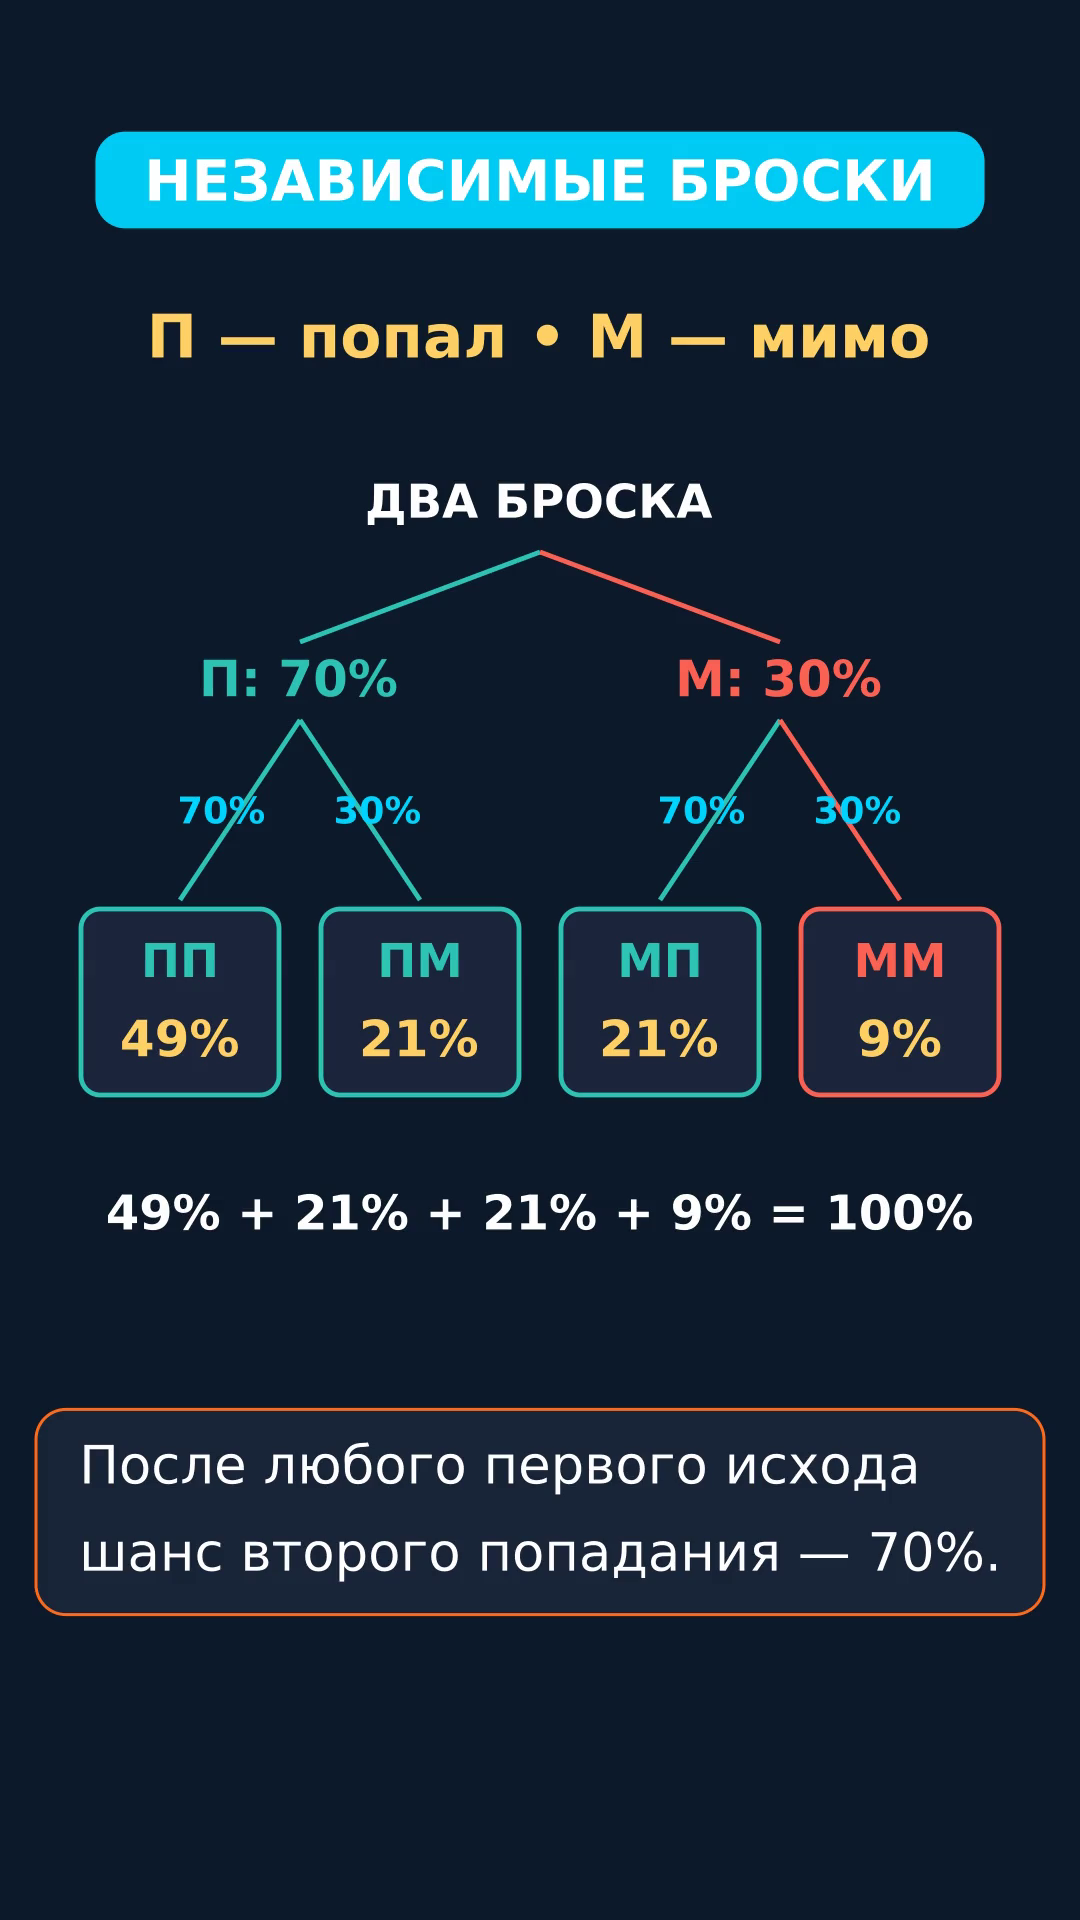 НЕЗАВИСИМЫЕ БРОСКИ
П — попал • М — мимо
ДВА БРОСКА
П: 70% М: 30%
70% 30% 70% 30%
ПП ПМ МП ММ
49% 21% 21% 9%
49% + 21% + 21% + 9% = 100%
После любого первого исхода
шанс второго попадания — 70%.